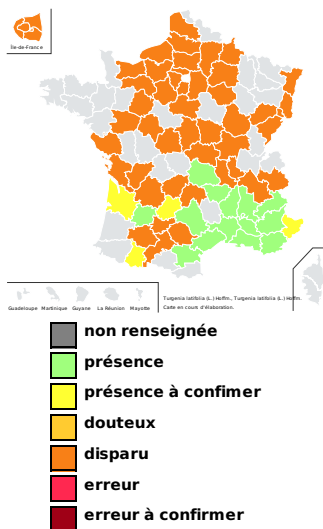 Île-de-France
Guadeloupe Martinique Guyane La Réunion Mayotte
Turgenia latifolia (L.) Hoffm., Turgenia latifolia (L.) Hoffm.
Carte en cours d'élaboration.
non renseignée
présence
présence à confimer
douteux
disparu
erreur
erreur à confirmer